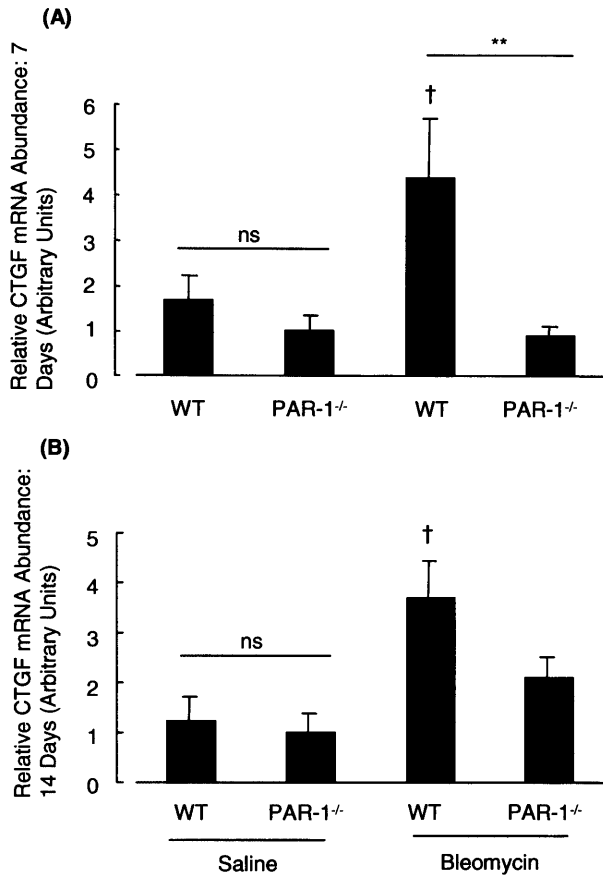 (A)
**
†
Relative CTGF mRNA Abundance: 7
Days (Arbitrary Units)
6
5
4
3
2
1
0
ns
WT
PAR-1-/-
WT
PAR-1-/-
(B)
†
Relative CTGF mRNA Abundance:
14 Days (Arbitrary Units)
5
4
3
2
1
0
ns
WT
PAR-1-/-
WT
PAR-1-/-
Saline
Bleomycin